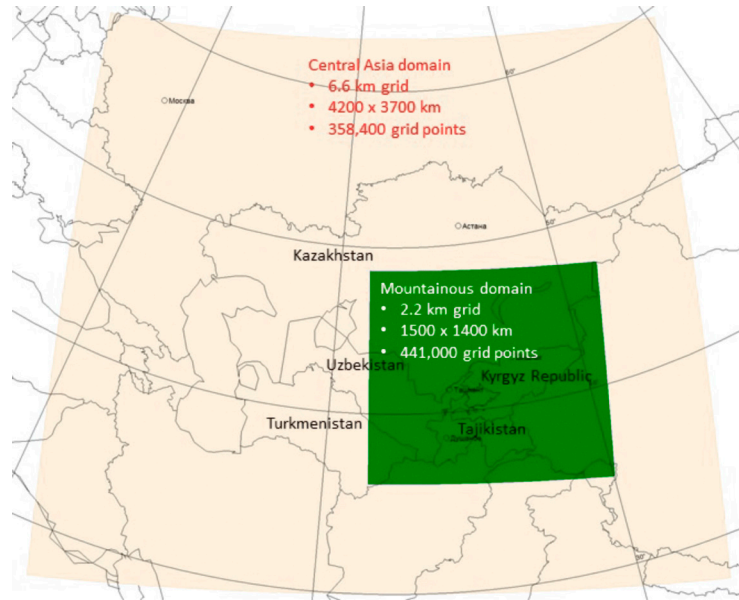 Central Asia domain
• 6.6 km grid
• 4200 x 3700 km
• 358,400 grid points
Москва
60°
Астана
Kazakhstan
Mountainous domain
• 2.2 km grid
• 1500 x 1400 km
• 441,000 grid points
Uzbekistan
Kyrgyz Republic
Turkmenistan
Tajikistan